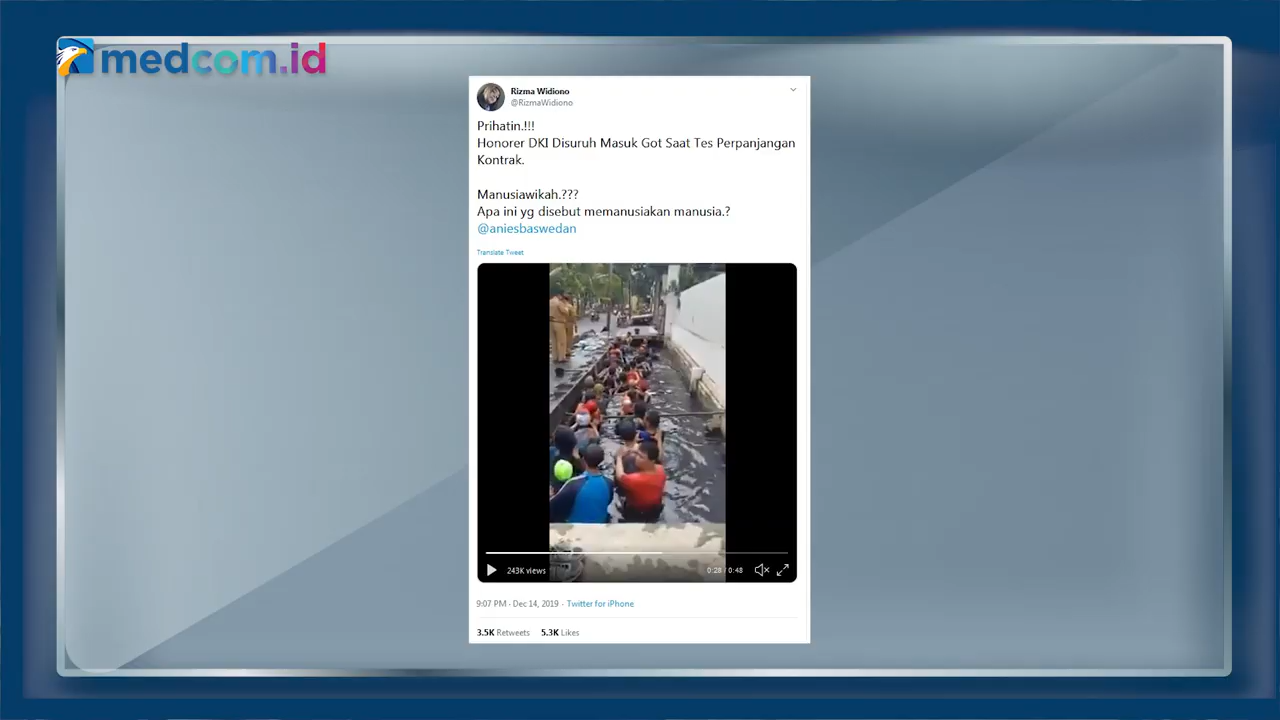 medcom.id
Rizma Widiono
@RizmaWidiono
Prihatin.!!!
Honorer DKI Disuruh Masuk Got Saat Tes Perpanjangan
Kontrak.
Manusiawikah.???
Apa ini yg disebut memanusiakan manusia.?
@aniesbaswedan
Translate Tweet
243K views
0:28 / 0:48
9:07 PM - Dec 14, 2019 - Twitter for iPhone
3.5K Retweets 5.3K Likes